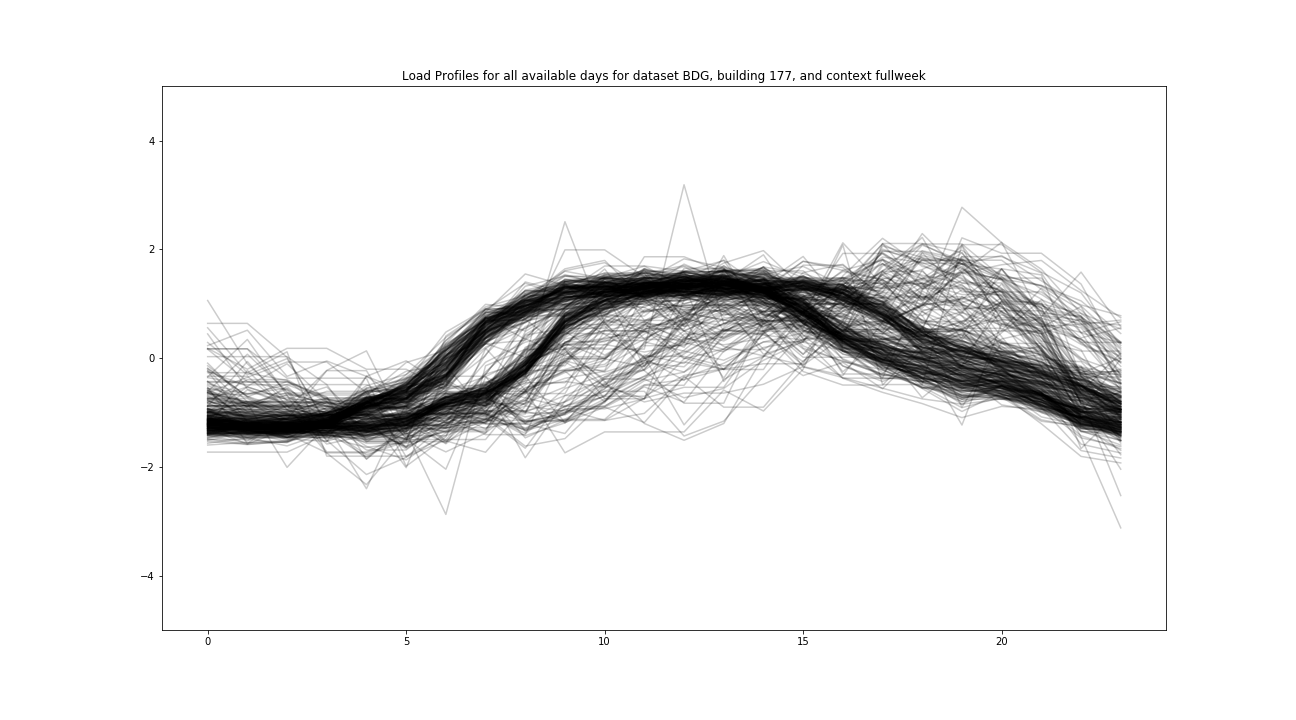 Load Profiles for all available days for dataset BDG, building 177, and context fullweek
4
2
0
−2
−4
0 5 10 15 20